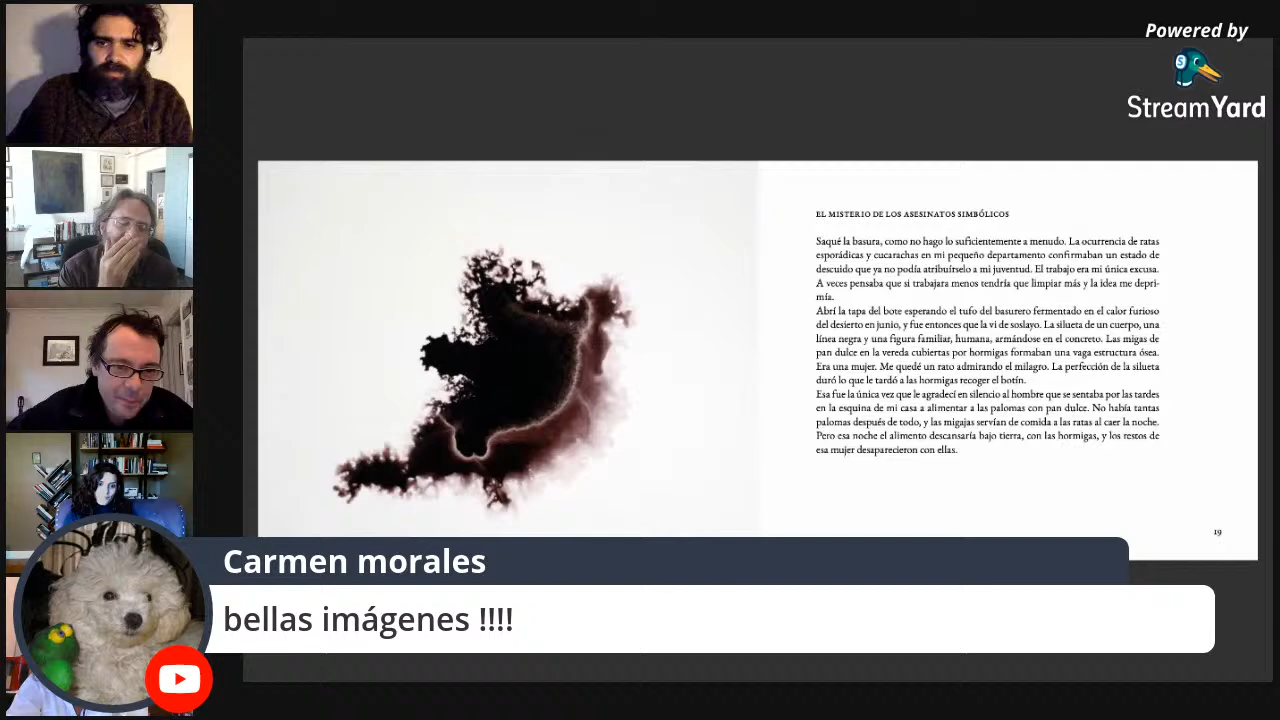 Powered by
StreamYard
EL MISTERIO DE LOS ASESINATOS SIMBÓLICOS
Saqué la basura, como no hago lo suficientemente a menudo. La ocurrencia de ratas
esporádicas y cucarachas en mi pequeño departamento confirmaban un estado de
descuido que ya no podía atribuírselo a mi juventud. El trabajo era mi única excusa.
A veces pensaba que si trabajara menos tendría que limpiar más y la idea me depri-
mía.
Abrí la tapa del bote esperando el tufo del basurero fermentado en el calor furioso
del desierto en junio, y fue entonces que la vi de soslayo. La silueta de un cuerpo, una
línea negra y una figura familiar, humana, armándose en el concreto. Las migas de
pan dulce en la vereda cubiertas por hormigas formaban una vaga estructura ósea.
Era una mujer. Me quedé un rato admirando el milagro. La perfección de la silueta
duró lo que le tardó a las hormigas recoger el botín.
Esa fue la única vez que le agradecí en silencio al hombre que se sentaba por las tardes
en la esquina de mi casa a alimentar a las palomas con pan dulce. No había tantas
palomas después de todo, y las migajas servían de comida a las ratas al caer la noche.
Pero esa noche el alimento descansaría bajo tierra, con las hormigas, y los restos de
esa mujer desaparecieron con ellas.
19
Carmen morales
bellas imágenes !!!!